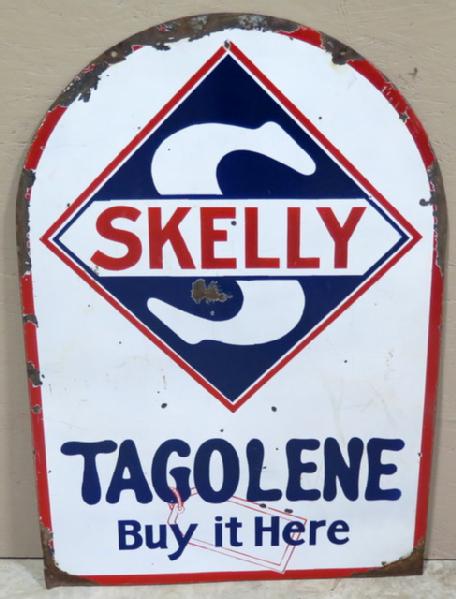 S
SKELLY
TAGOLENE
Buy it Here